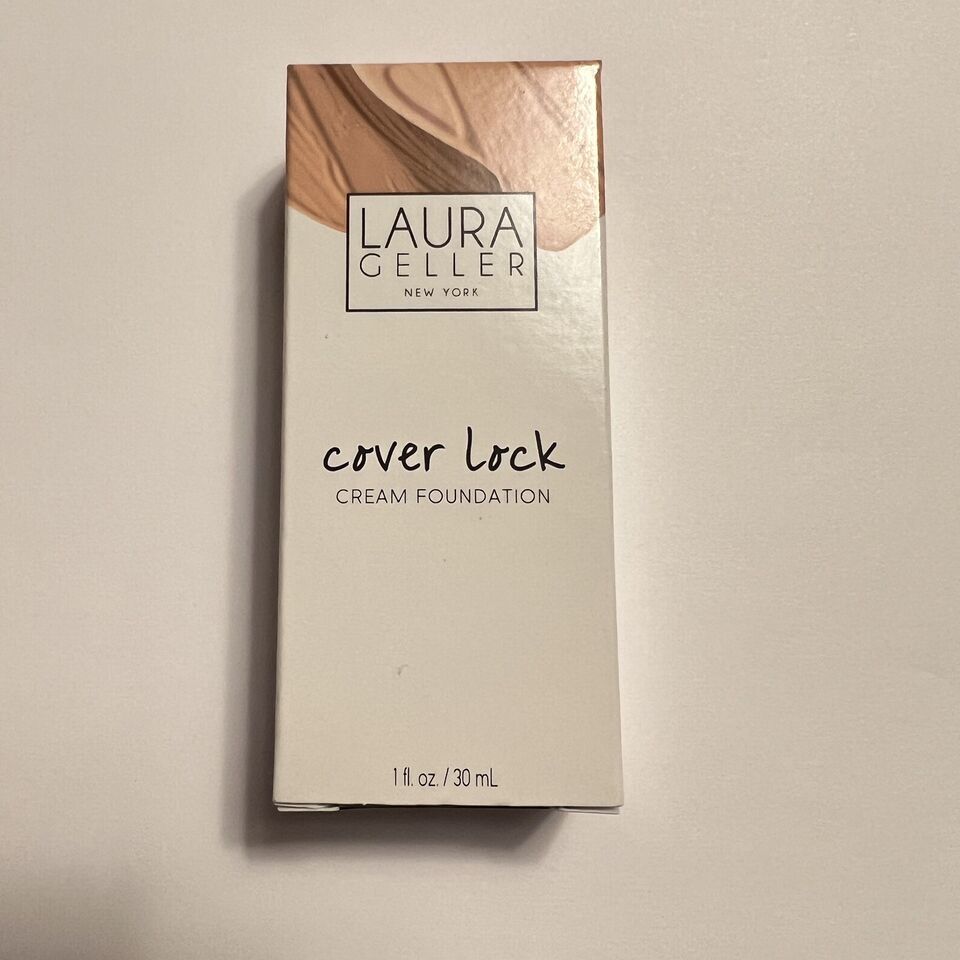 LAURA
GELLER
NEW YORK
cover lock
CREAM FOUNDATION
1 fl. oz. / 30 mL